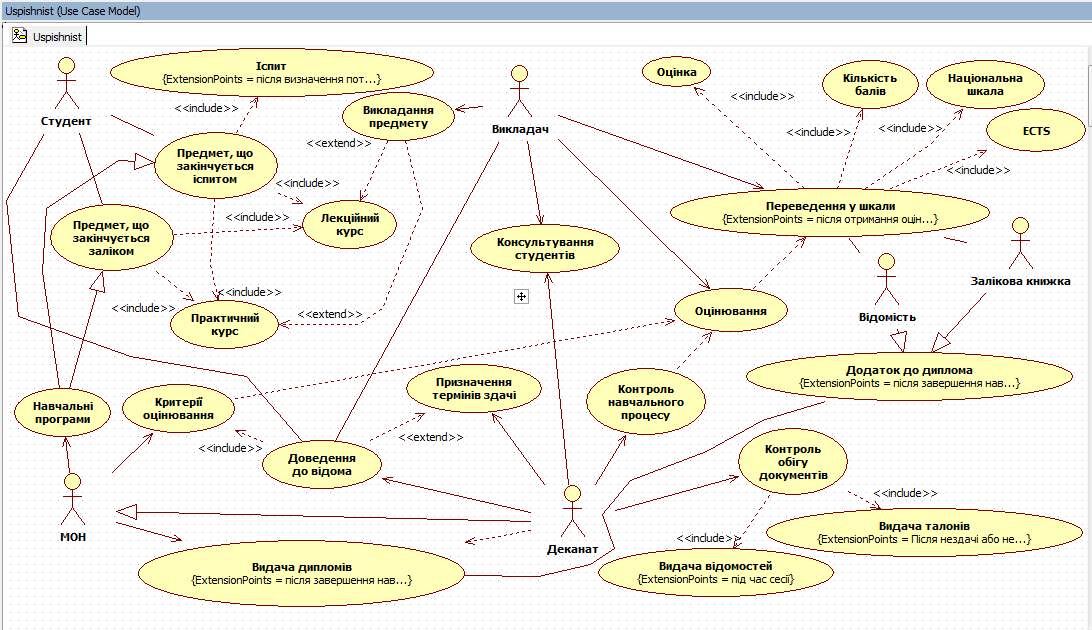 Uspishnist (Use Case Model)
Uspishnist
Студент
Іспит
{ExtensionPoints = після визначення пот...}
<<include>>
Викладання
предмету
<<extend>>
Викладач
Оцінка
<<include>>
Кількість
балів
Національна
шкала
ECTS
<<include>>
<<include>>
<<include>>
Предмет, що
закінчується
іспитом
<<include>>
Предмет, що
закінчується
заліком
<<include>>
Лекційний
курс
Переведення у шкали
{ExtensionPoints = після отримання оцін...}
Консультування
студентів
Залікова книжка
<<include>>
<<include>>
Практичний
курс
<<extend>>
Оцінювання
Відомість
Додаток до диплома
{ExtensionPoints = після завершення нав...}
Навчальні
програми
Критерії
оцінювання
Призначення
термінів здачі
Контроль
навчального
процесу
<<include>>
<<extend>>
Доведення
до відома
Контроль
обігу
документів
<<include>>
МОН
Деканат
Видача талонів
{ExtensionPoints = Після нездачі або не...}
<<include>>
Видача дипломів
{ExtensionPoints = після завершення нав...}
Видача відомостей
{ExtensionPoints = під час сесії}